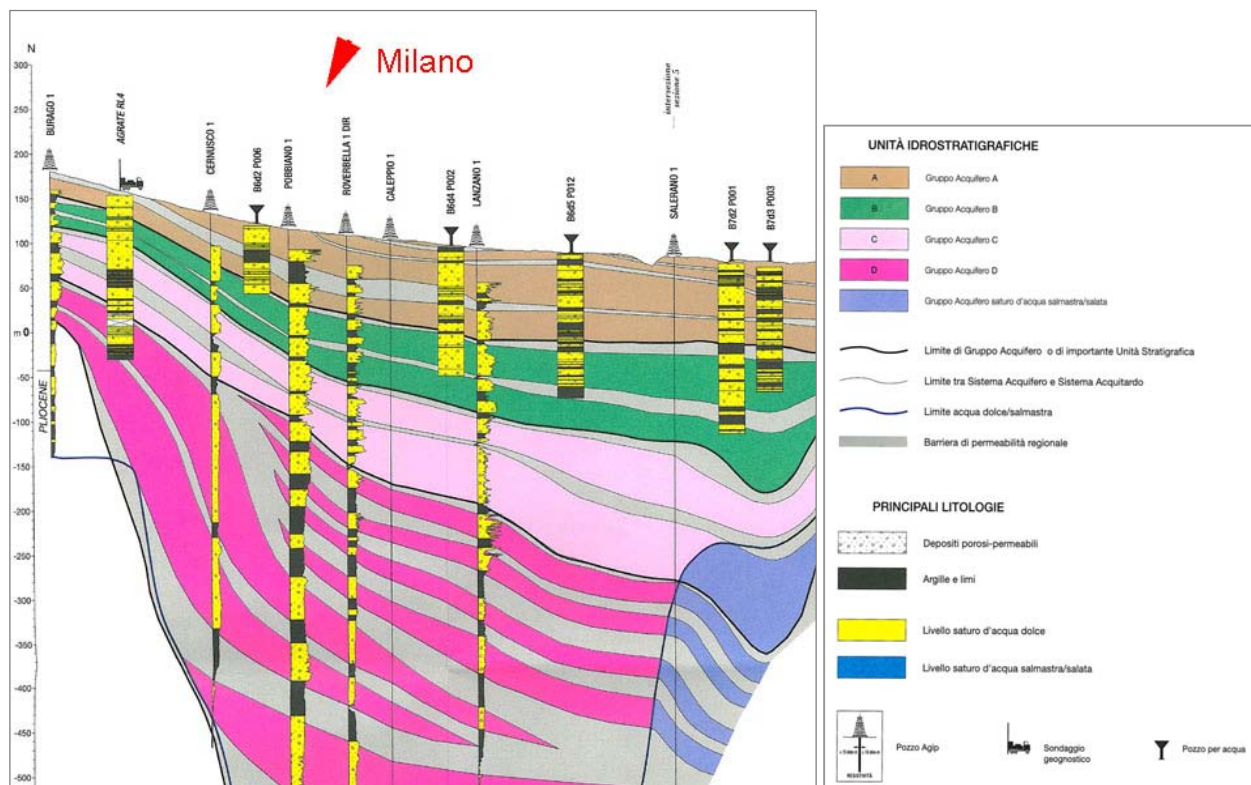 N
Milano
300
250
200
150
100
50
m 0
-50
-100
-150
-200
-250
-300
-350
-400
-450
-500
PLIOCENE
BURAGO 1
AGRATE RL4
CERNUSCO 1
B6d2 P006
POBBIANO 1
ROVERBELLA 1 DIR
CALEPPIO 1
B6d4 P002
LANZANO 1
B6d5 P012
intersezione
sezione 5
SALERANO 1
B7d2 P001
B7d3 P003
UNITÀ IDROSTRATIGRAFICHE
A Gruppo Acquifero A
B Gruppo Acquifero B
C Gruppo Acquifero C
D Gruppo Acquifero D
Gruppo Acquifero saturo d'acqua salmastra/salata
Limite di Gruppo Acquifero o di importante Unità Stratigrafica
Limite tra Sistema Acquifero e Sistema Acquitardo
Limite acqua dolce/salmastra
Barriera di permeabilità regionale
PRINCIPALI LITOLOGIE
Depositi porosi-permeabili
Argille e limi
Livello saturo d'acqua dolce
Livello saturo d'acqua salmastra/salata
RESISTIVITÀ
Pozzo Agip
Sondaggio
geognostico
Pozzo per acqua